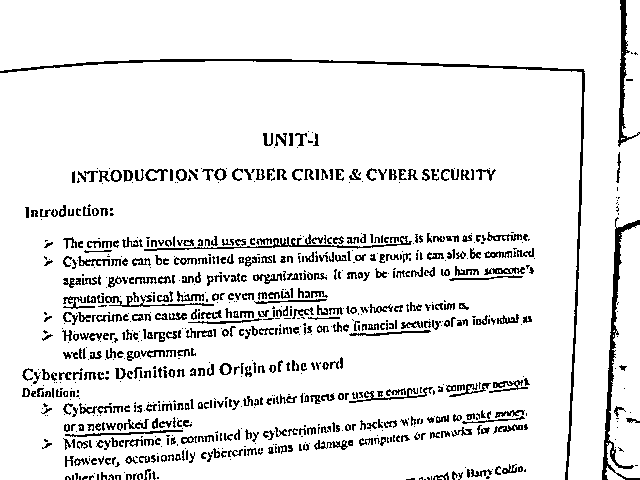 UNIT-1
INTRODUCTION TO CYBER CRIME & CYBER SECURITY
Introduction:
➤ The crime that involves and uses computer devices and Internet, is known as cybercrime.
➤ Cybercrime can be committed against an individual or a group; it can also be committed
against government and private organizations. It may be intended to harm someone's
reputation, physical harm, or even mental harm.
➤ Cybercrime can cause direct harm or indirect harm to whoever the victim is.
➤ However, the largest threat of cybercrime is on the financial security of an individual as
well as the government.
Cybercrime: Definition and Origin of the word
Definition:
➤ Cybercrime is criminal activity that either targets or uses a computer, a computer network
or a networked device.
➤ Most cybercrime is committed by cybercriminals or hackers who want to make money.
However, occasionally cybercrime aims to damage computers or networks for reasons
other than profit.
by Barry Collin,